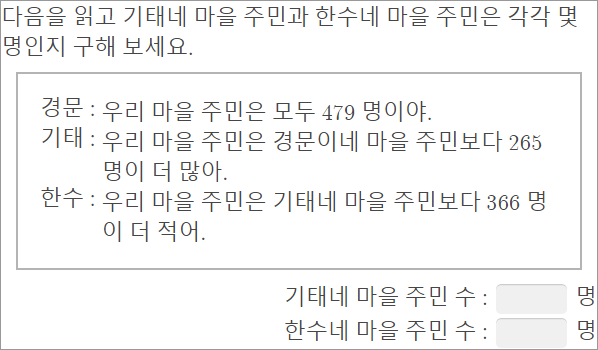 다음을 읽고 기태네 마을 주민과 한수네 마을 주민은 각각 몇
명인지 구해 보세요.
경문 : 우리 마을 주민은 모두 479 명이야.
기태 : 우리 마을 주민은 경문이네 마을 주민보다 265
명이 더 많아.
한수 : 우리 마을 주민은 기태네 마을 주민보다 366 명
이 더 적어.
기태네 마을 주민 수 : 명
한수네 마을 주민 수 : 명